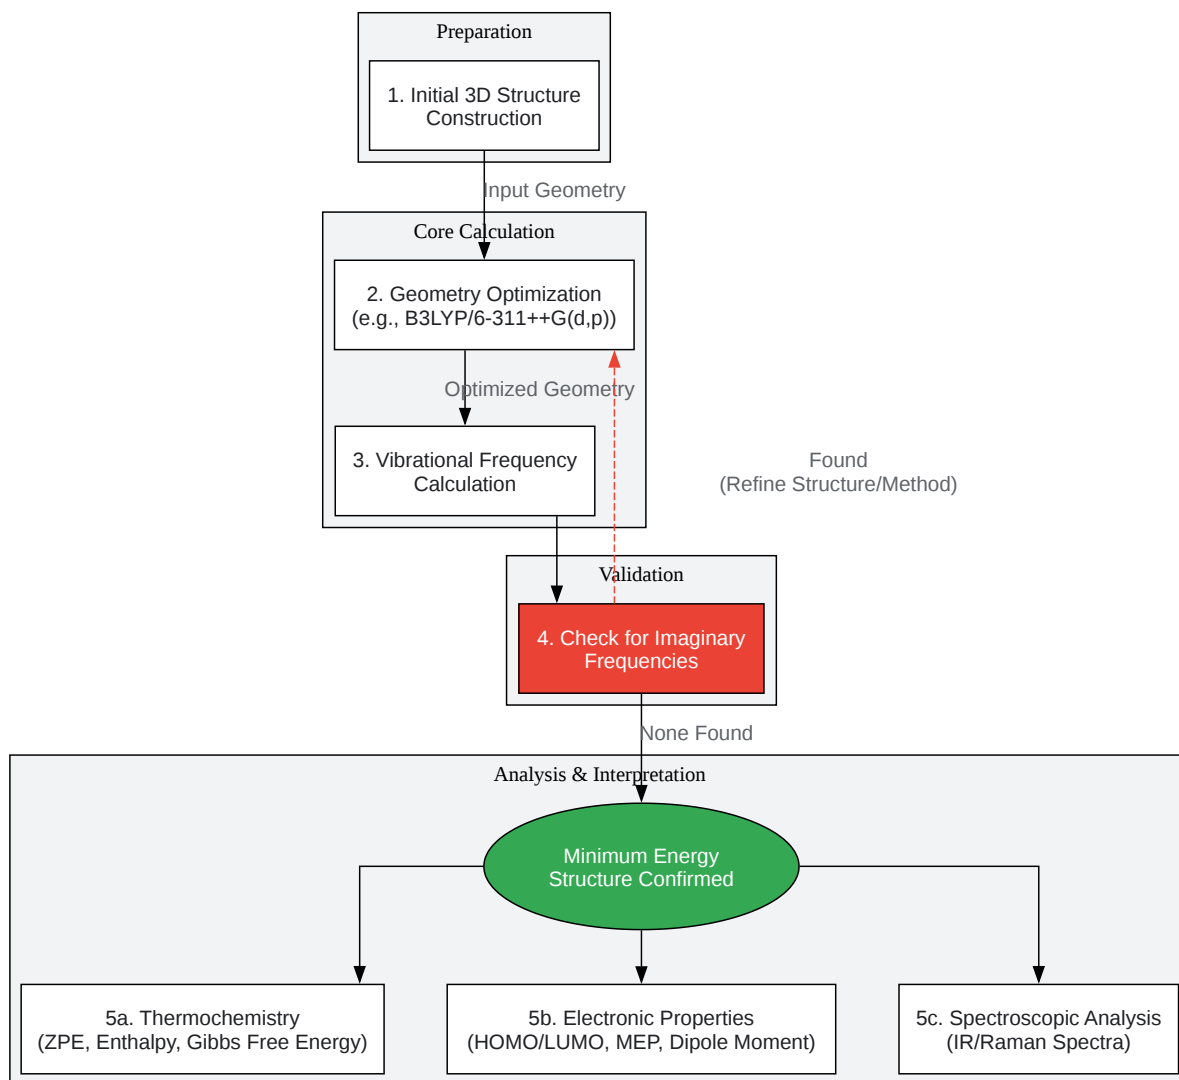 Preparation
1. Initial 3D Structure
Construction
Input Geometry
Core Calculation
2. Geometry Optimization
(e.g., B3LYP/6-311++G(d,p))
Optimized Geometry
3. Vibrational Frequency
Calculation
Found
(Refine Structure/Method)
Validation
4. Check for Imaginary
Frequencies
None Found
Analysis & Interpretation
Minimum Energy
Structure Confirmed
5a. Thermochemistry
(ZPE, Enthalpy, Gibbs Free Energy)
5b. Electronic Properties
(HOMO/LUMO, MEP, Dipole Moment)
5c. Spectroscopic Analysis
(IR/Raman Spectra)